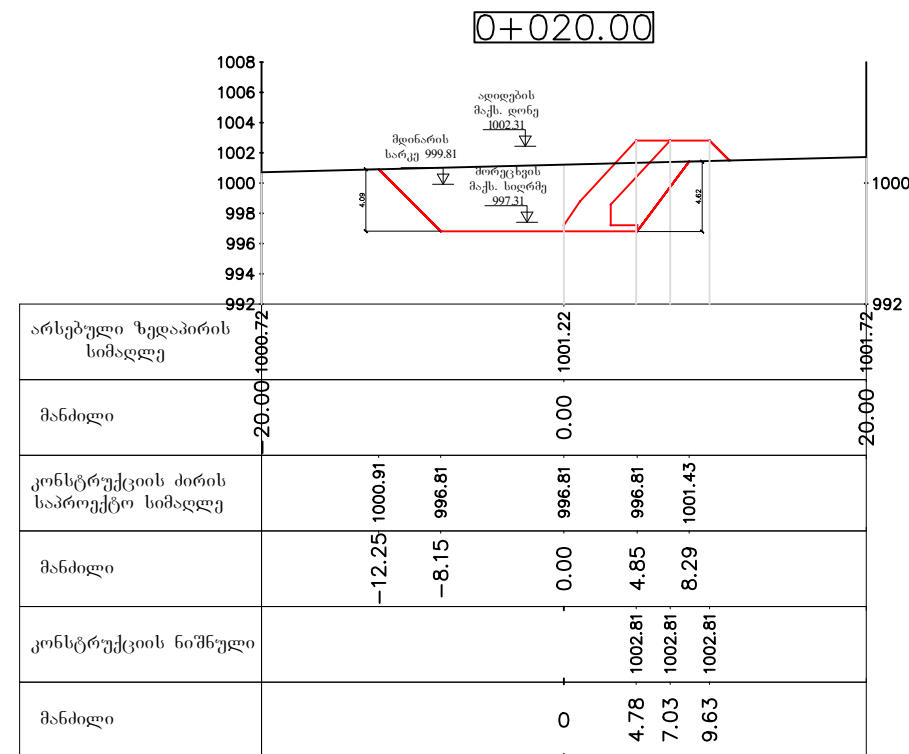 0+020.00
1008
1006
1004
1002
1000
998
996
994
992
ადიდების
მაქს. დონე
1002.31
მდინარის
სარკე 999.81
მორეცხვის
მაქს. სიღრმე
997.31
4.09
4.62
1000
992
არსებული ზედაპირის
სიმაღლე
1000.72
1001.22
1001.72
მანძილი
-20.00
0.00
20.00
კონსტრუქციის ძირის
საპროექტო სიმაღლე
1000.91
996.81
996.81
996.81
1001.43
მანძილი
-12.25
-8.15
0.00
4.85
8.29
კონსტრუქციის ნიშნული
1002.81
1002.81
1002.81
მანძილი
0
4.78
7.03
9.63